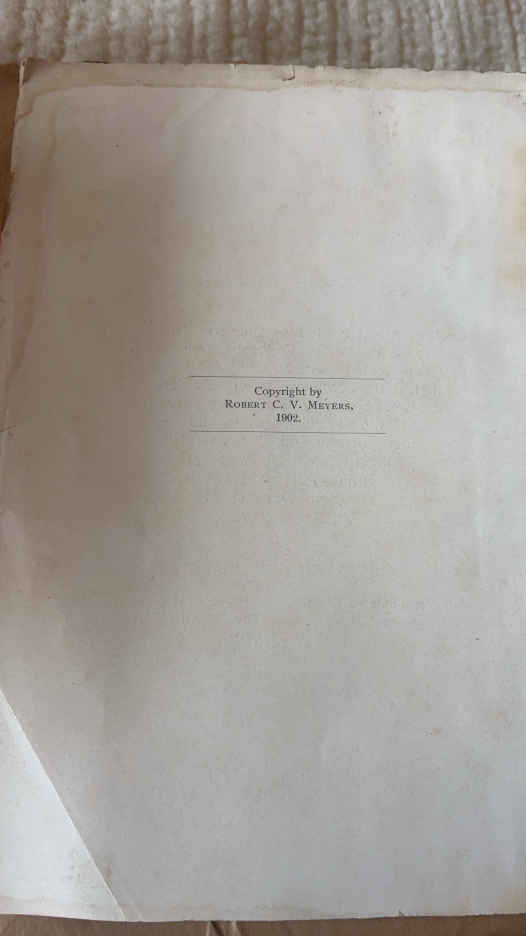 Copyright by
ROBERT C. V. MEYERS,
1902.